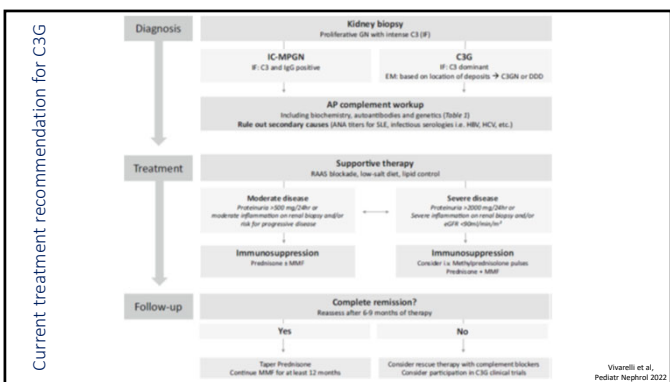 Current treatment recommendation for C3G
Diagnosis
Kidney biopsy
Proliferative GN with intense C3 (IF)
IC-MPGN
IF: C3 and IgG positive
C3G
IF: C3 dominant
EM: based on location of deposits → C3GN or DDD
AP complement workup
Including biochemistry, autoantibodies and genetics (Table 1)
Rule out secondary causes (ANA titers for SLE, infectious serologies i.e. HBV, HCV, etc.)
Treatment
Supportive therapy
RAAS blockade, low-salt diet, lipid control
Moderate disease
Proteinuria >500 mg/24hr or
moderate inflammation on renal biopsy and/or
risk for progressive disease
Severe disease
Proteinuria >2000 mg/24hr or
Severe inflammation on renal biopsy and/or
eGFR <90ml/min/m²
Immunosuppression
Prednisone ± MMF
Immunosuppression
Consider i.v. Methylprednisolone pulses
Prednisone + MMF
Follow-up
Complete remission?
Reassess after 6-9 months of therapy
Yes
No
Taper Prednisone
Continue MMF for at least 12 months
Consider rescue therapy with complement blockers
Consider participation in C3G clinical trials
Vivarelli et al,
Pediatr Nephrol 2022